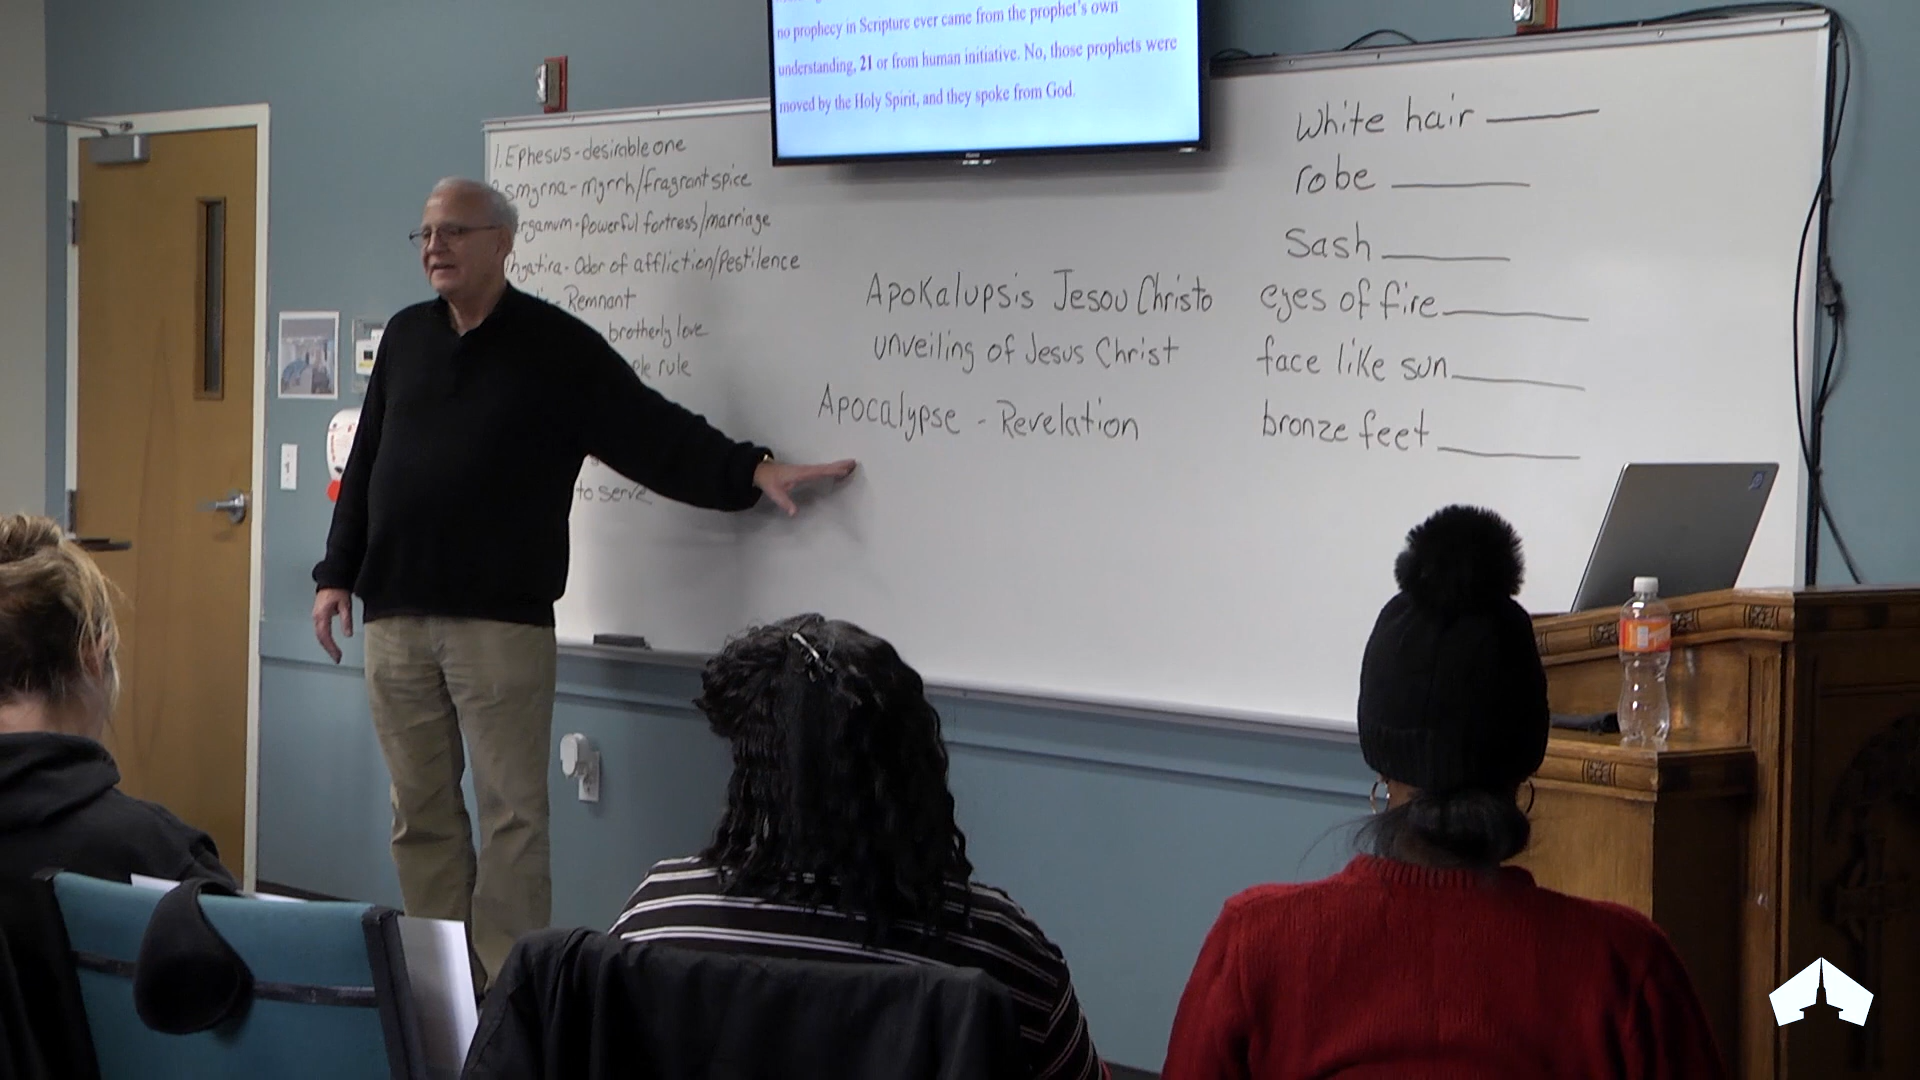 no prophecy in Scripture ever came from the prophet's own
understanding, 21 or from human initiative. No, those prophets were
moved by the Holy Spirit, and they spoke from God.
1. Ephesus - desirable one
smyrna - myrrh/fragrant spice
rgamum - Powerful fortress/marriage
hyatira - Odor of affliction/Pestilence
- Remnant
brotherly love
ple rule
to serve
Apokalupsis Jesou Christo
unveiling of Jesus Christ
Apocalypse - Revelation
White hair
robe
Sash
eyes of fire
face like sun
bronze feet